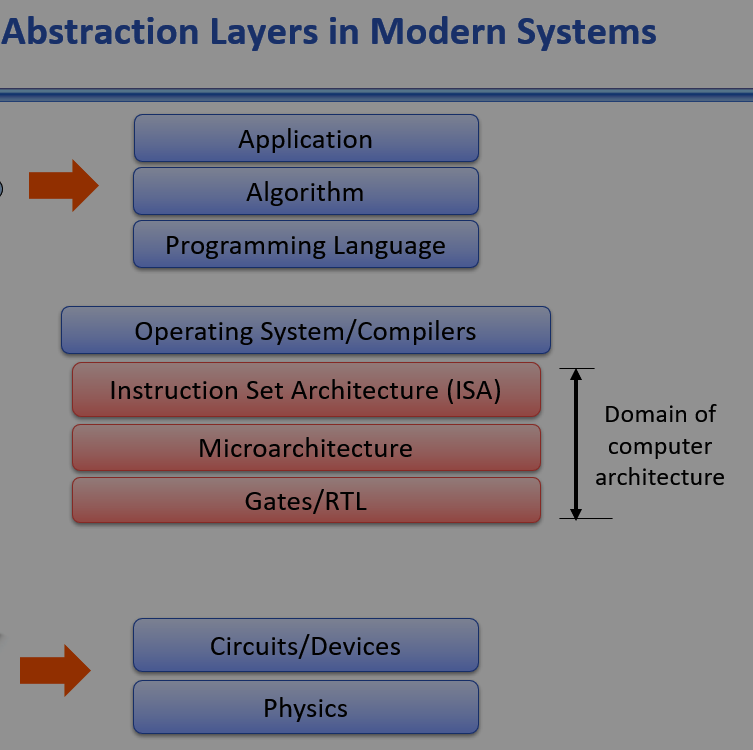 Abstraction Layers in Modern Systems
Application
Algorithm
Programming Language
Operating System/Compilers
Instruction Set Architecture (ISA)
Microarchitecture
Gates/RTL
Domain of
computer
architecture
Circuits/Devices
Physics